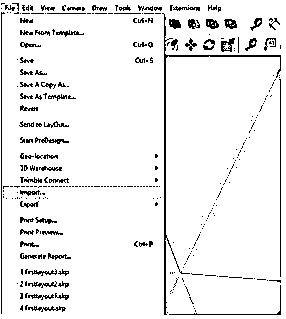 File Edit View Camera Draw Tools Window Extensions Help
New Ctrl+N
New From Template...
Open... Ctrl+O
Save Ctrl+S
Save As...
Save A Copy As...
Save As Template...
Revert
Send to LayOut...
Start PreDesign...
Geo-location
3D Warehouse
Trimble Connect
Import...
Export
Print Setup...
Print Preview...
Print... Ctrl+P
Generate Report...
1 firstlayout3.skp
2 firstlayout2.skp
3 firstlayout1.skp
4 firstlayout.skp